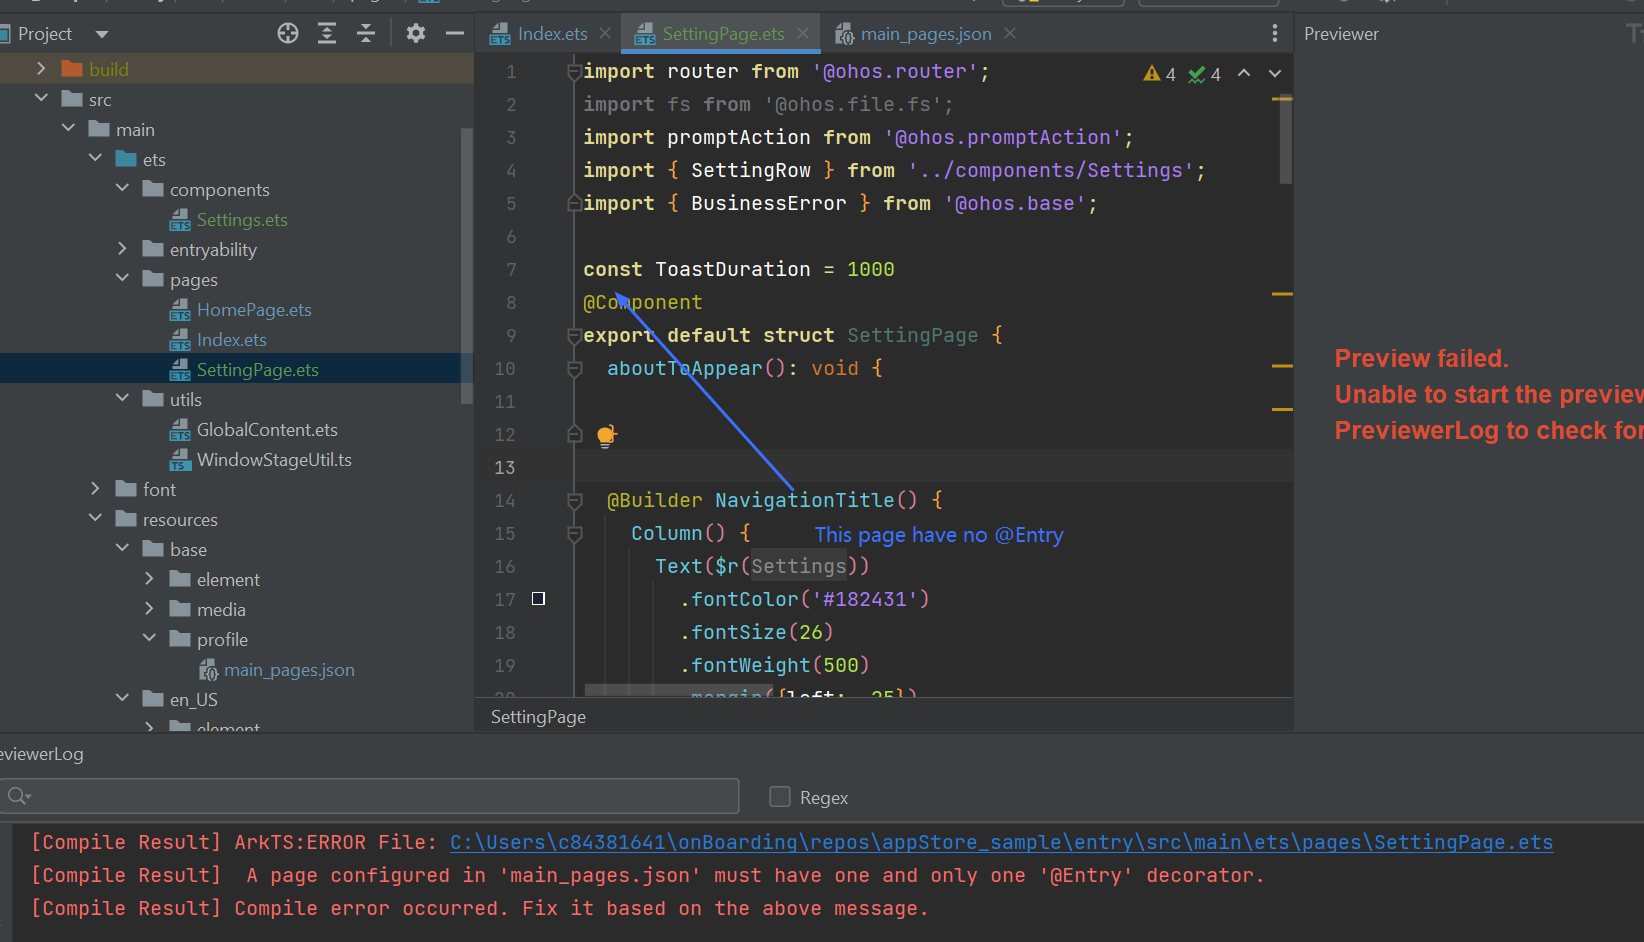 Project
Index.ets
SettingPage.ets
main_pages.json
Previewer
build
src
main
ets
components
Settings.ets
entryability
pages
HomePage.ets
Index.ets
SettingPage.ets
utils
GlobalContent.ets
WindowStageUtil.ts
font
resources
base
element
media
profile
main_pages.json
en_US
element
4 4
1 import router from '@ohos.router';
2 import fs from '@ohos.file.fs';
3 import promptAction from '@ohos.promptAction';
4 import { SettingRow } from '../components/Settings';
5 import { BusinessError } from '@ohos.base';
6
7 const ToastDuration = 1000
8 @Component
9 export default struct SettingPage {
10 aboutToAppear(): void {
11
12 }
13
14 @Builder NavigationTitle() {
15 Column() {
This page have no @Entry
16 Text($r(Settings))
17 .fontColor('#182431')
18 .fontSize(26)
19 .fontWeight(500)
20 .margin({left: 25})
SettingPage
Preview failed.
Unable to start the preview
PreviewerLog to check for
eviewerLog
Regex
[Compile Result] ArkTS:ERROR File: C:\Users\c84381641\onBoarding\repos\appStore_sample\entry\src\main\ets\pages\SettingPage.ets
[Compile Result] A page configured in 'main_pages.json' must have one and only one '@Entry' decorator.
[Compile Result] Compile error occurred. Fix it based on the above message.